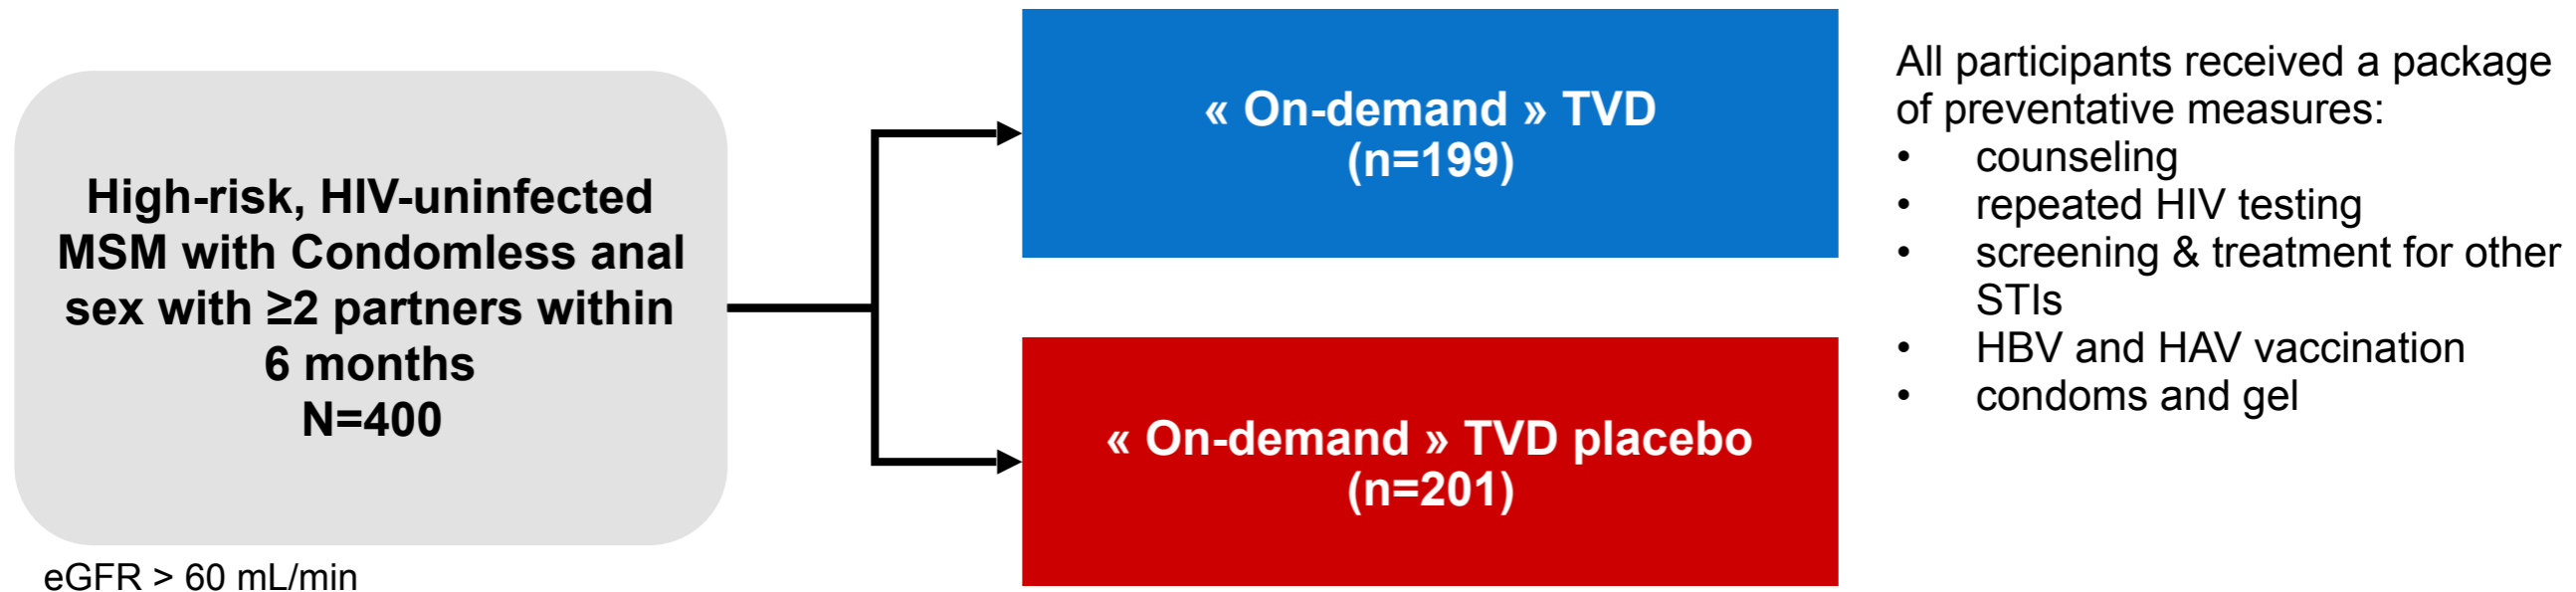 High-risk, HIV-uninfected
MSM with Condomless anal
sex with ≥2 partners within
6 months
N=400
eGFR > 60 mL/min
« On-demand » TVD
(n=199)
« On-demand » TVD placebo
(n=201)
All participants received a package
of preventative measures:
• counseling
• repeated HIV testing
• screening & treatment for other
STIs
• HBV and HAV vaccination
• condoms and gel